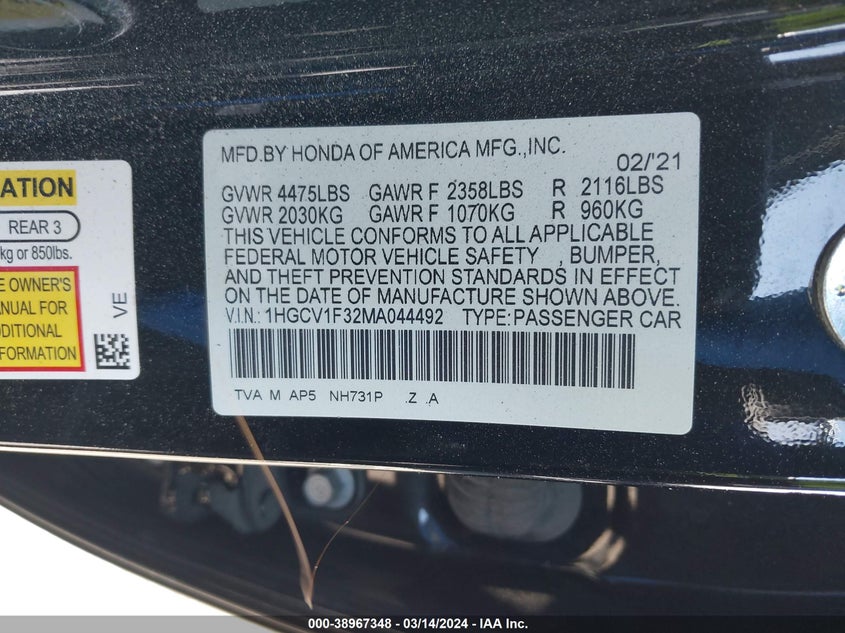 MFD.BY HONDA OF AMERICA MFG.,INC.
02/'21
GVWR 4475LBS GAWR F 2358LBS R 2116LBS
GVWR 2030KG GAWR F 1070KG R 960KG
THIS VEHICLE CONFORMS TO ALL APPLICABLE
FEDERAL MOTOR VEHICLE SAFETY , BUMPER,
AND THEFT PREVENTION STANDARDS IN EFFECT
ON THE DATE OF MANUFACTURE SHOWN ABOVE.
V.I.N.:1HGCV1F32MA044492 TYPE:PASSENGER CAR
TVA M AP5 NH731P .Z .A
ATION
REAR 3
kg or 850lbs.
E OWNER'S
ANUAL FOR
DDITIONAL
FORMATION
VE
000-38967348 | 03/14/2024 - IAA Inc.